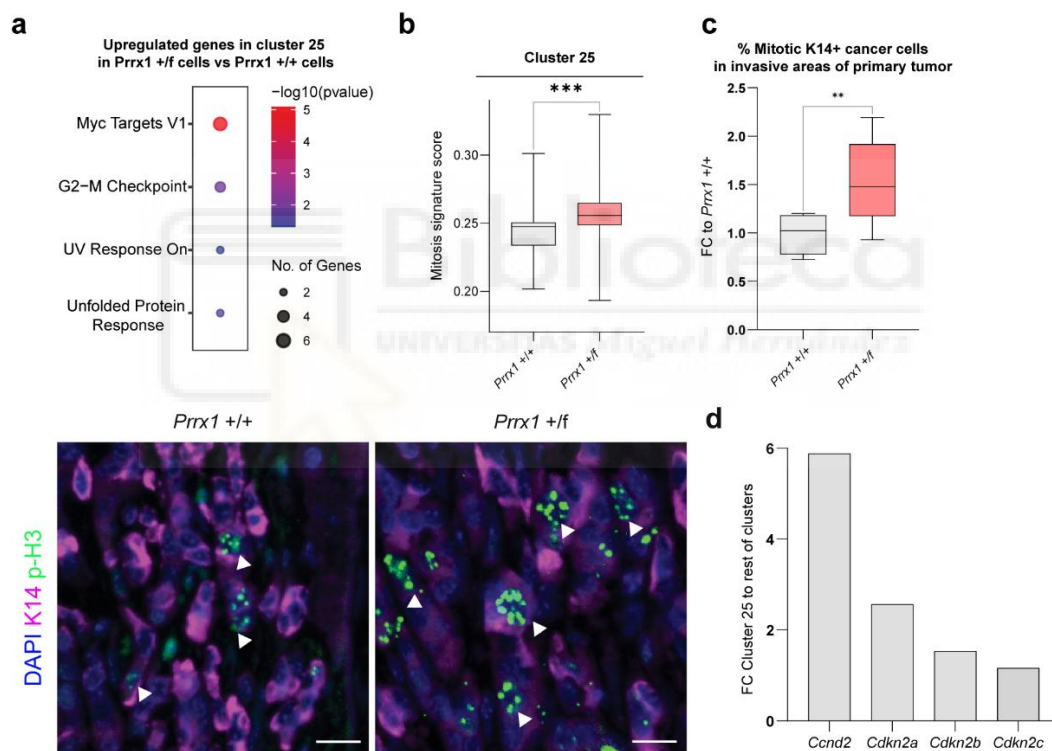 a
Upregulated genes in cluster 25
in Prrx1 +/f cells vs Prrx1 +/+ cells
Myc Targets V1
G2-M Checkpoint
UV Response On
Unfolded Protein
Response
−log10(pvalue)
5
4
3
2
No. of Genes
2
4
6
b
Cluster 25
***
Mitosis signature score
0.30
0.25
0.20
Prrx1 +/+
Prrx1 +/f
c
% Mitotic K14+ cancer cells
in invasive areas of primary tumor
**
FC to Prrx1 +/+
2.5
2.0
1.5
1.0
0.5
0.0
Prrx1 +/+
Prrx1 +/f
Biblioteca
UNIVERSITAS Miguel Hernández
Prrx1 +/+
Prrx1 +/f
DAPI K14 p-H3
d
FC Cluster 25 to rest of clusters
6
4
2
0
Ccnd2
Cdkn2a
Cdkn2b
Cdkn2c